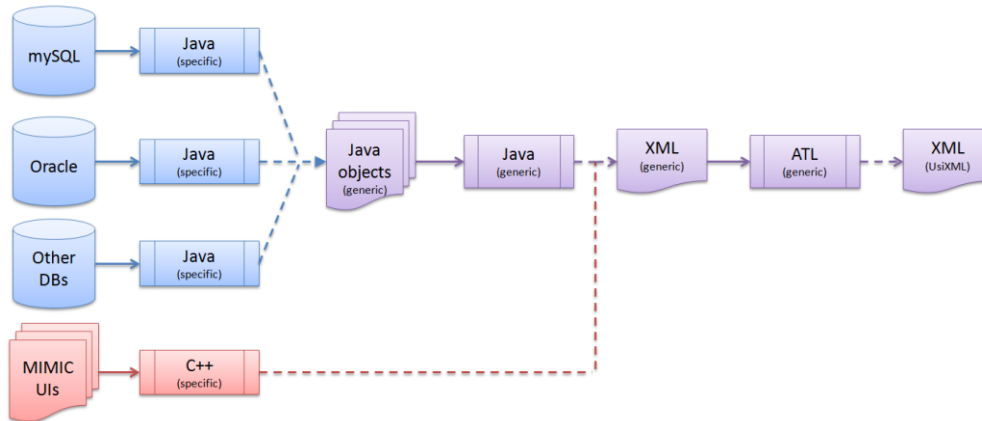 mySQL
Java
(specific)
Oracle
Java
(specific)
Java
objects
(generic)
Java
(generic)
XML
(generic)
ATL
(generic)
XML
(UsiXML)
Other
DBs
Java
(specific)
MIMIC
UIs
C++
(specific)